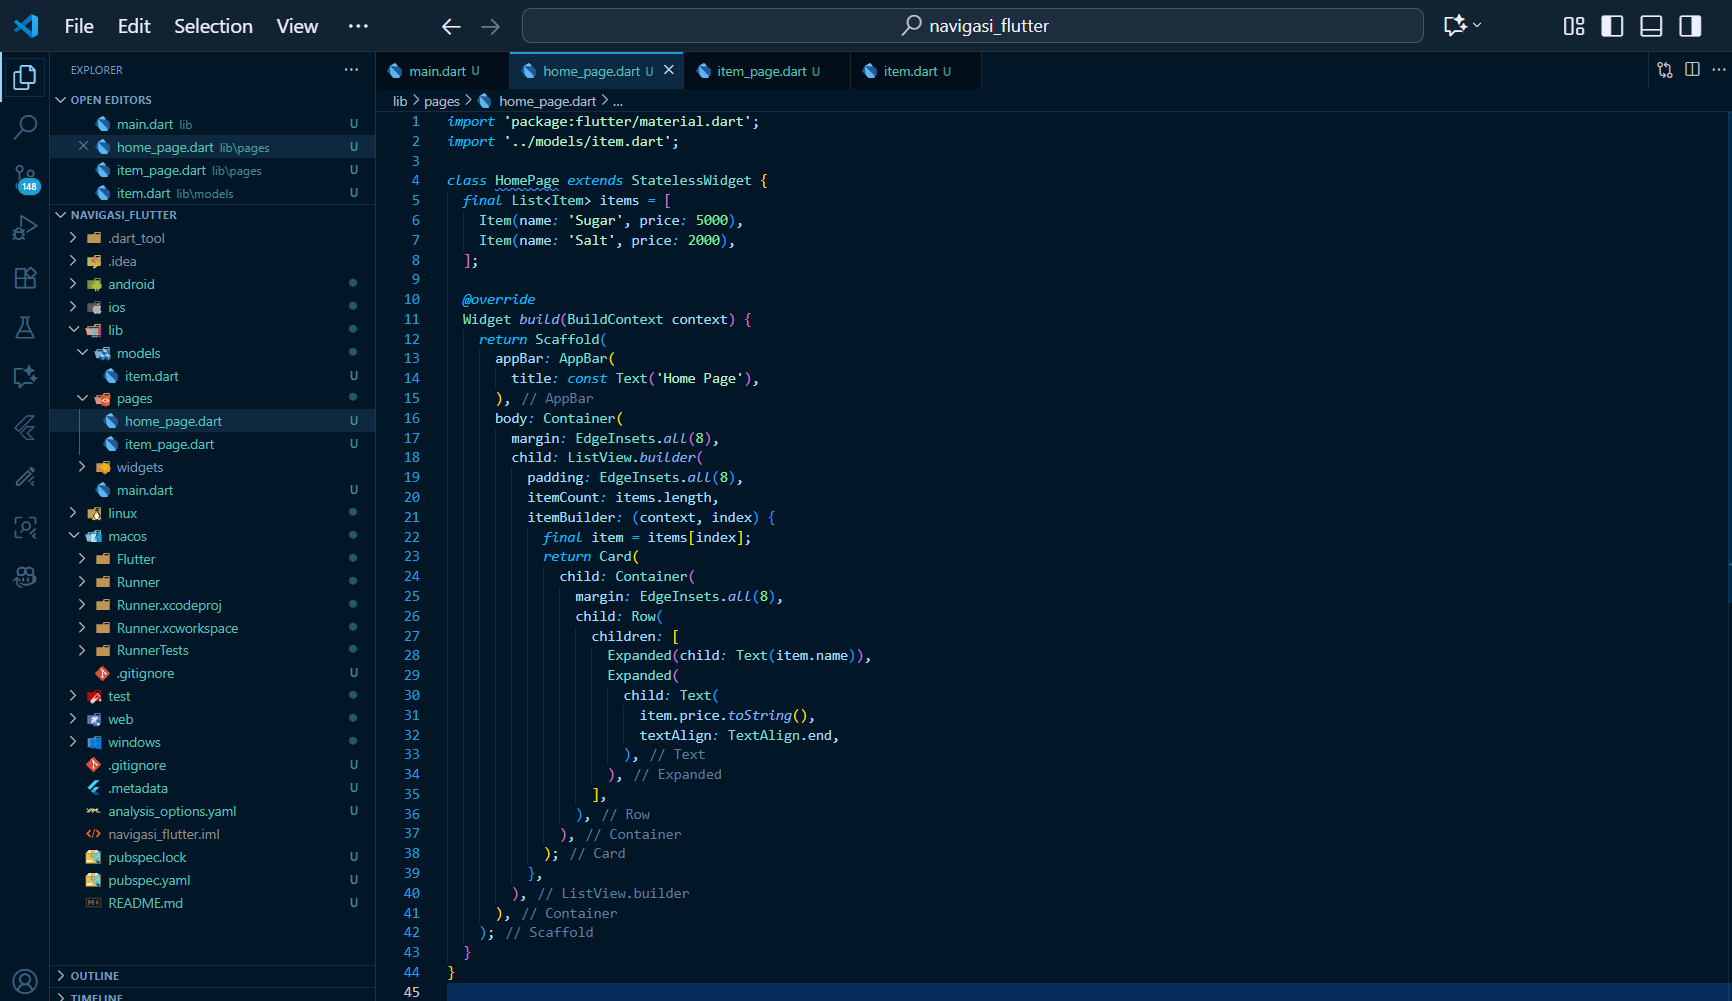 File Edit Selection View ···
navigasi_flutter
EXPLORER
OPEN EDITORS
main.dart lib U
home_page.dart lib\pages U
item_page.dart lib\pages U
item.dart lib\models U
148
NAVIGASI_FLUTTER
.dart_tool
.idea
android
ios
lib
models
item.dart U
pages
home_page.dart U
item_page.dart U
widgets
main.dart U
linux
macos
Flutter
Runner
Runner.xcodeproj
Runner.xcworkspace
RunnerTests
.gitignore U
test
web
windows
.gitignore U
.metadata U
analysis_options.yaml U
navigasi_flutter.iml
pubspec.lock U
pubspec.yaml U
README.md U
OUTLINE
TIMELINE
main.dart U home_page.dart U item_page.dart U item.dart U
lib > pages > home_page.dart > ...
1 import 'package:flutter/material.dart';
2 import '../models/item.dart';
3
4 class HomePage extends StatelessWidget {
5 final List<Item> items = [
6 Item(name: 'Sugar', price: 5000),
7 Item(name: 'Salt', price: 2000),
8 ];
9
10 @override
11 Widget build(BuildContext context) {
12 return Scaffold(
13 appBar: AppBar(
14 title: const Text('Home Page'),
15 ), // AppBar
16 body: Container(
17 margin: EdgeInsets.all(8),
18 child: ListView.builder(
19 padding: EdgeInsets.all(8),
20 itemCount: items.length,
21 itemBuilder: (context, index) {
22 final item = items[index];
23 return Card(
24 child: Container(
25 margin: EdgeInsets.all(8),
26 child: Row(
27 children: [
28 Expanded(child: Text(item.name)),
29 Expanded(
30 child: Text(
31 item.price.toString(),
32 textAlign: TextAlign.end,
33 ), // Text
34 ), // Expanded
35 ],
36 ), // Row
37 ), // Container
38 ); // Card
39 },
40 ), // ListView.builder
41 ), // Container
42 ); // Scaffold
43 }
44 }
45